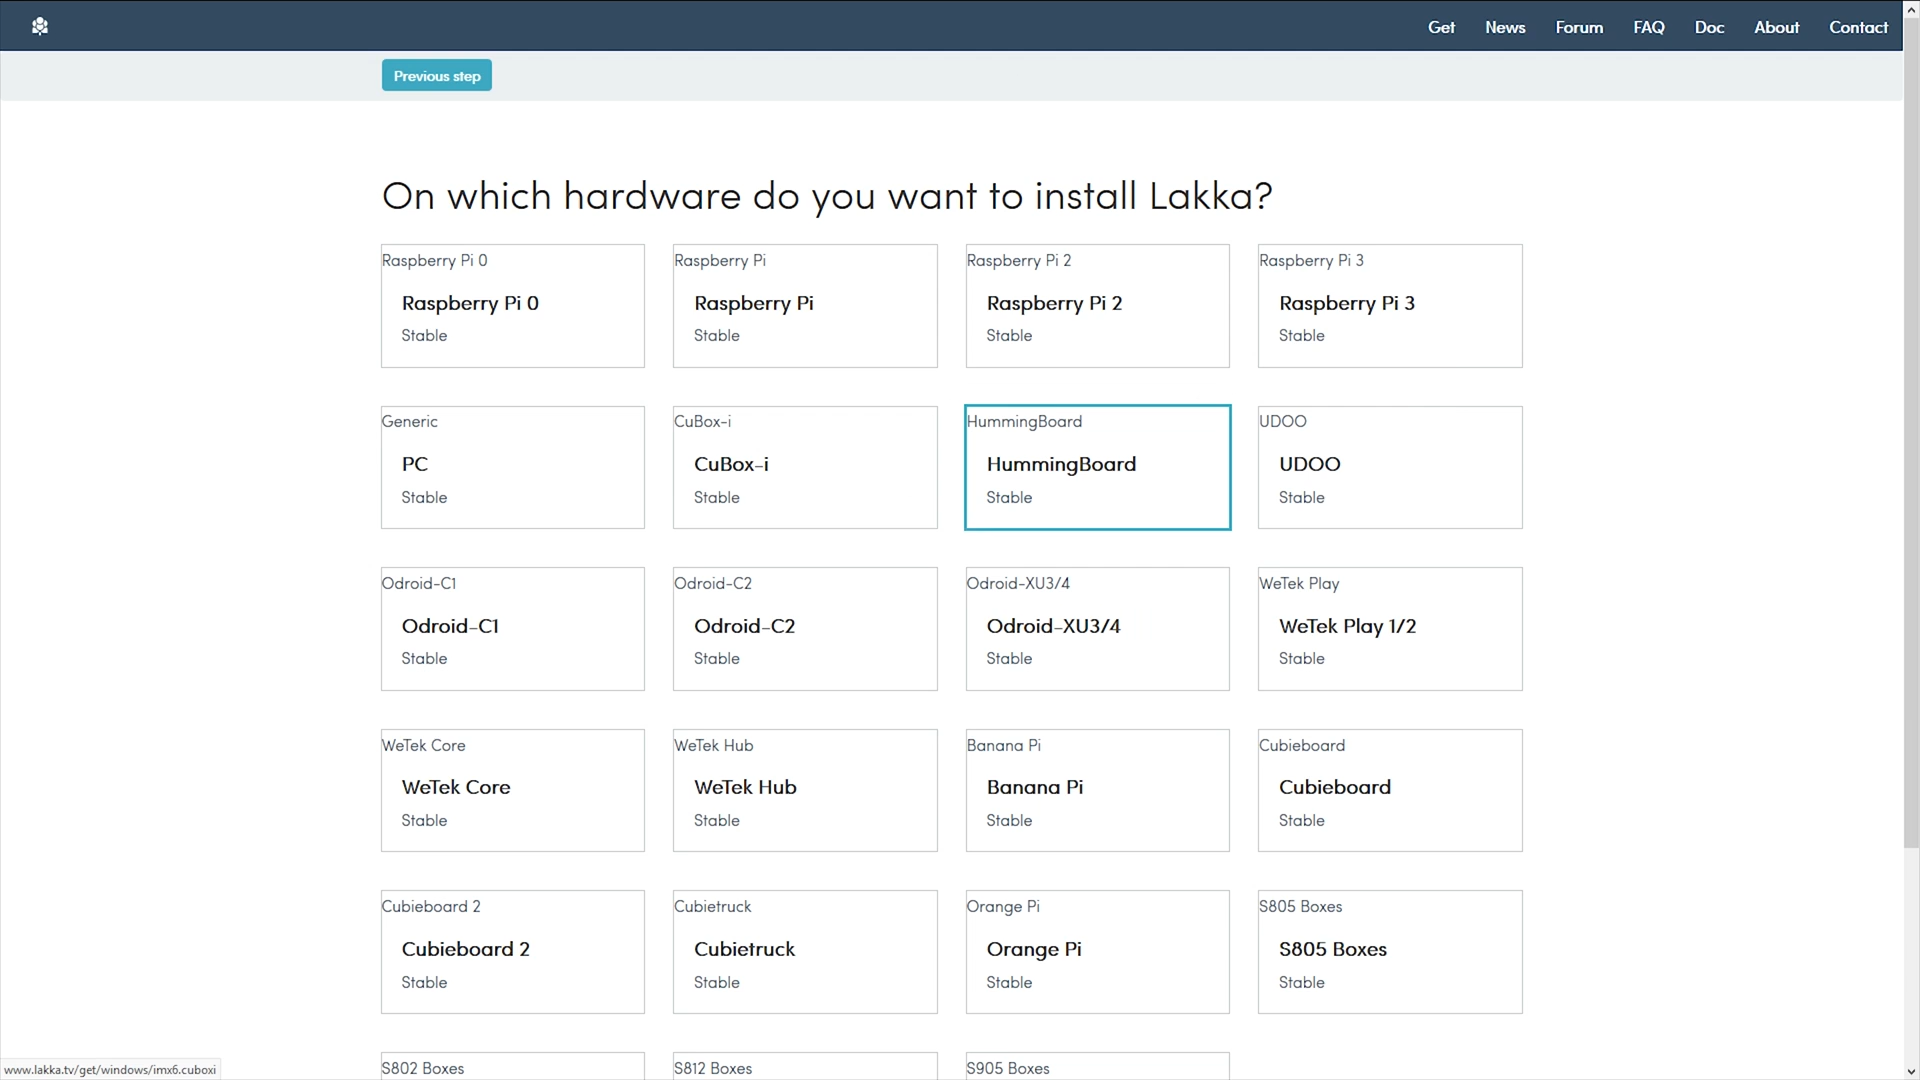 Get News Forum FAQ Doc About Contact
Previous step
On which hardware do you want to install Lakka?
Raspberry Pi 0
Raspberry Pi 0
Stable
Raspberry Pi
Raspberry Pi
Stable
Raspberry Pi 2
Raspberry Pi 2
Stable
Raspberry Pi 3
Raspberry Pi 3
Stable
Generic
PC
Stable
CuBox-i
CuBox-i
Stable
HummingBoard
HummingBoard
Stable
UDOO
UDOO
Stable
Odroid-C1
Odroid-C1
Stable
Odroid-C2
Odroid-C2
Stable
Odroid-XU3/4
Odroid-XU3/4
Stable
WeTek Play
WeTek Play 1/2
Stable
WeTek Core
WeTek Core
Stable
WeTek Hub
WeTek Hub
Stable
Banana Pi
Banana Pi
Stable
Cubieboard
Cubieboard
Stable
Cubieboard 2
Cubieboard 2
Stable
Cubietruck
Cubietruck
Stable
Orange Pi
Orange Pi
Stable
S805 Boxes
S805 Boxes
Stable
S802 Boxes
S812 Boxes
S905 Boxes
www.lakka.tv/get/windows/imx6.cuboxi